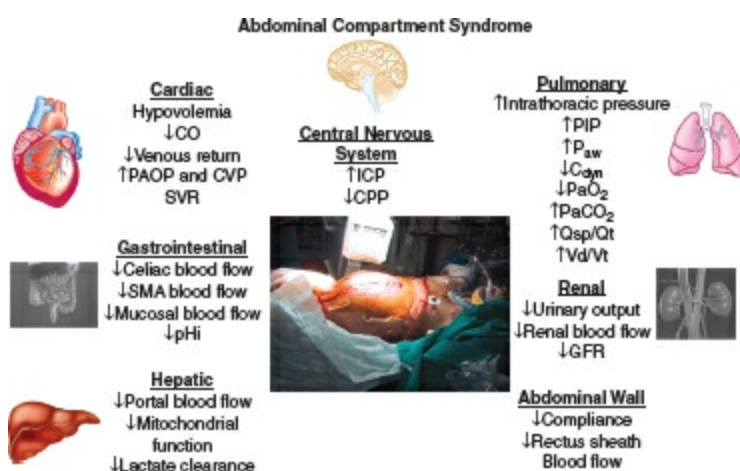 Abdominal Compartment Syndrome
Cardiac
Hypovolemia
↓CO
↓Venous return
↑PAOP and CVP
SVR
Central Nervous
System
↑ICP
↓CPP
Pulmonary
↑Intrathoracic pressure
↑PIP
↑Paw
↓Cdyn
↓PaO₂
↑PaCO₂
↑Qsp/Qt
↑Vd/Vt
Gastrointestinal
↓Celiac blood flow
↓SMA blood flow
↓Mucosal blood flow
↓pHi
Renal
↓Urinary output
↓Renal blood flow
↓GFR
Hepatic
↓Portal blood flow
↓Mitochondrial
function
↓Lactate clearance
Abdominal Wall
↓Compliance
↓Rectus sheath
Blood flow